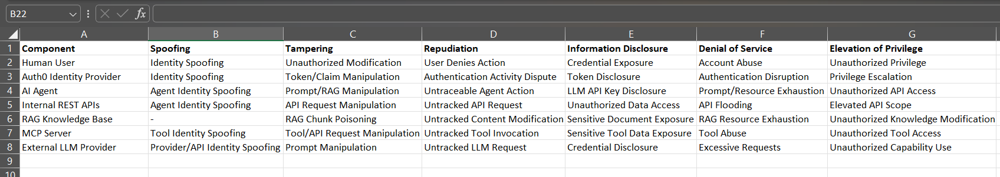 B22 fx
A B C D E F G
1 Component Spoofing Tampering Repudiation Information Disclosure Denial of Service Elevation of Privilege
2 Human User Identity Spoofing Unauthorized Modification User Denies Action Credential Exposure Account Abuse Unauthorized Privilege
3 Auth0 Identity Provider Identity Spoofing Token/Claim Manipulation Authentication Activity Dispute Token Disclosure Authentication Disruption Privilege Escalation
4 AI Agent Agent Identity Spoofing Prompt/RAG Manipulation Untraceable Agent Action LLM API Key Disclosure Prompt/Resource Exhaustion Unauthorized API Access
5 Internal REST APIs Agent Identity Spoofing API Request Manipulation Untracked API Request Unauthorized Data Access API Flooding Elevated API Scope
6 RAG Knowledge Base - RAG Chunk Poisoning Untracked Content Modification Sensitive Document Exposure RAG Resource Exhaustion Unauthorized Knowledge Modification
7 MCP Server Tool Identity Spoofing Tool/API Request Manipulation Untracked Tool Invocation Sensitive Tool Data Exposure Tool Abuse Unauthorized Tool Access
8 External LLM Provider Provider/API Identity Spoofing Prompt Manipulation Untracked LLM Request Credential Disclosure Excessive Requests Unauthorized Capability Use
9
10